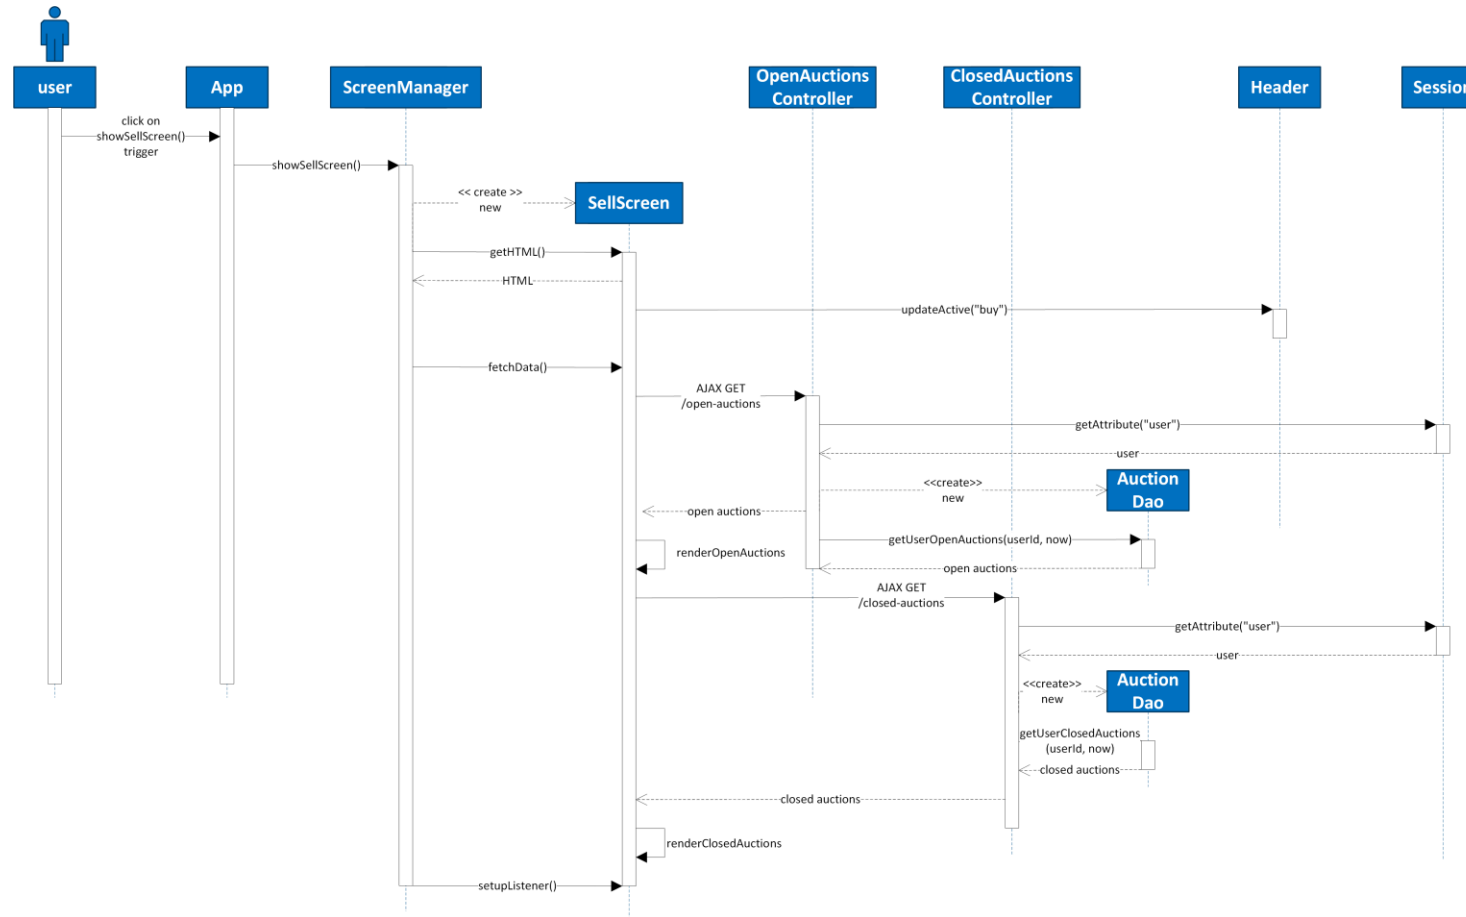 user
App
ScreenManager
OpenAuctions
Controller
ClosedAuctions
Controller
Header
Session
click on
showSellScreen()
trigger
showSellScreen()
<< create >>
new
SellScreen
getHTML()
HTML
updateActive("buy")
fetchData()
AJAX GET
/open-auctions
getAttribute("user")
user
<<create>>
new
Auction
Dao
open auctions
getUserOpenAuctions(userId, now)
renderOpenAuctions
open auctions
AJAX GET
/closed-auctions
getAttribute("user")
user
<<create>>
new
Auction
Dao
getUserClosedAuctions
(userId, now)
closed auctions
closed auctions
renderClosedAuctions
setupListener()